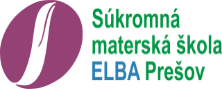 Súkromná
materská škola
ELBA Prešov